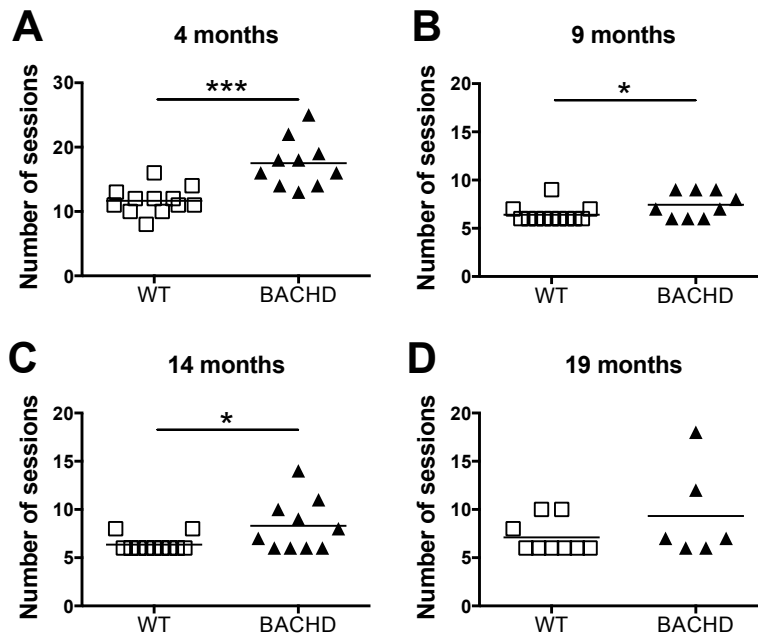 A
4 months
Number of sessions
30
20
10
0
***
WT
BACHD
B
9 months
Number of sessions
20
15
10
5
0
*
WT
BACHD
C
14 months
Number of sessions
20
15
10
5
0
*
WT
BACHD
D
19 months
Number of sessions
20
15
10
5
0
WT
BACHD